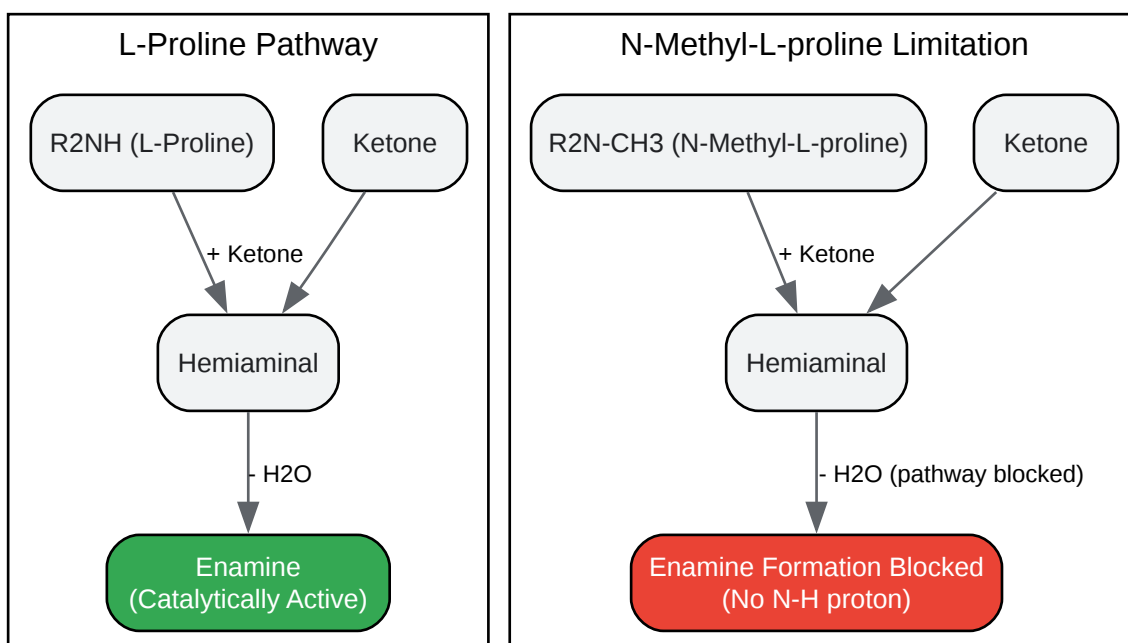 L-Proline Pathway
R2NH (L-Proline)
Ketone
+ Ketone
Hemiaminal
- H2O
Enamine
(Catalytically Active)
N-Methyl-L-proline Limitation
R2N-CH3 (N-Methyl-L-proline)
Ketone
+ Ketone
Hemiaminal
- H2O (pathway blocked)
Enamine Formation Blocked
(No N-H proton)